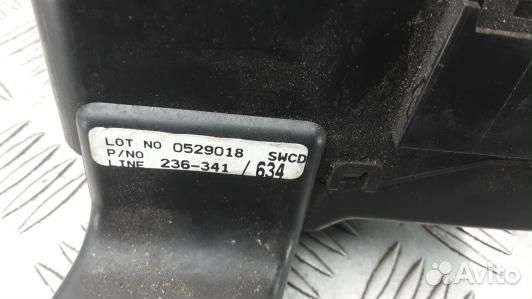 LOT NO 0529018 SWCD
P/NO
LINE 236-341 / 634
Avito